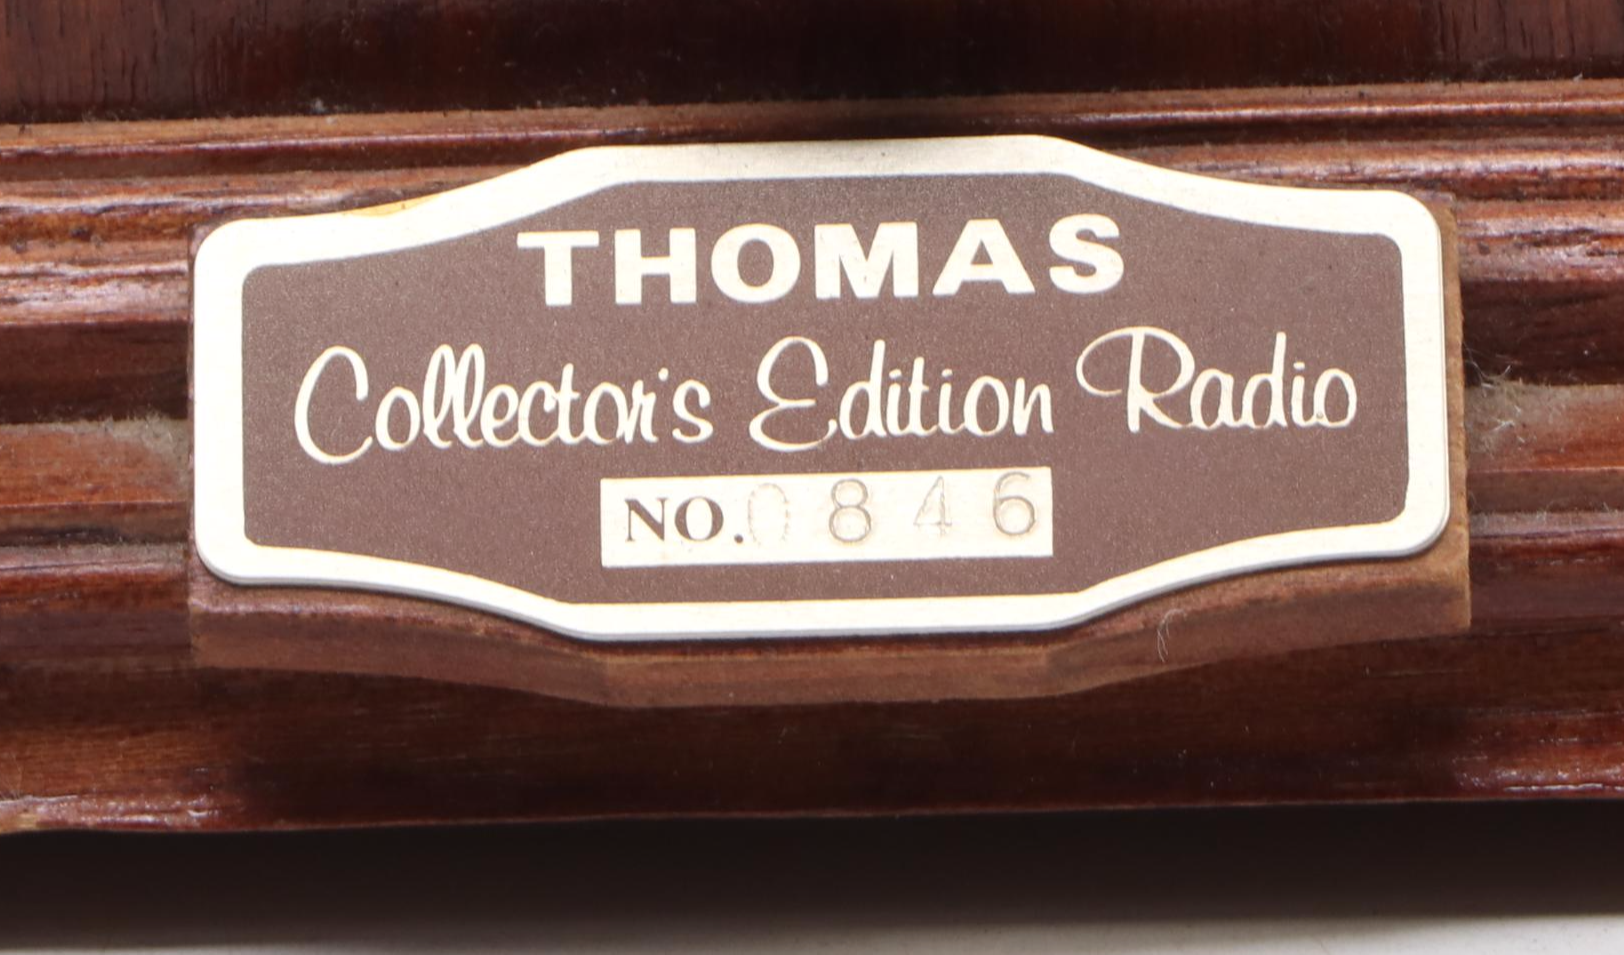 THOMAS
Collector's Edition Radio
NO. 0846